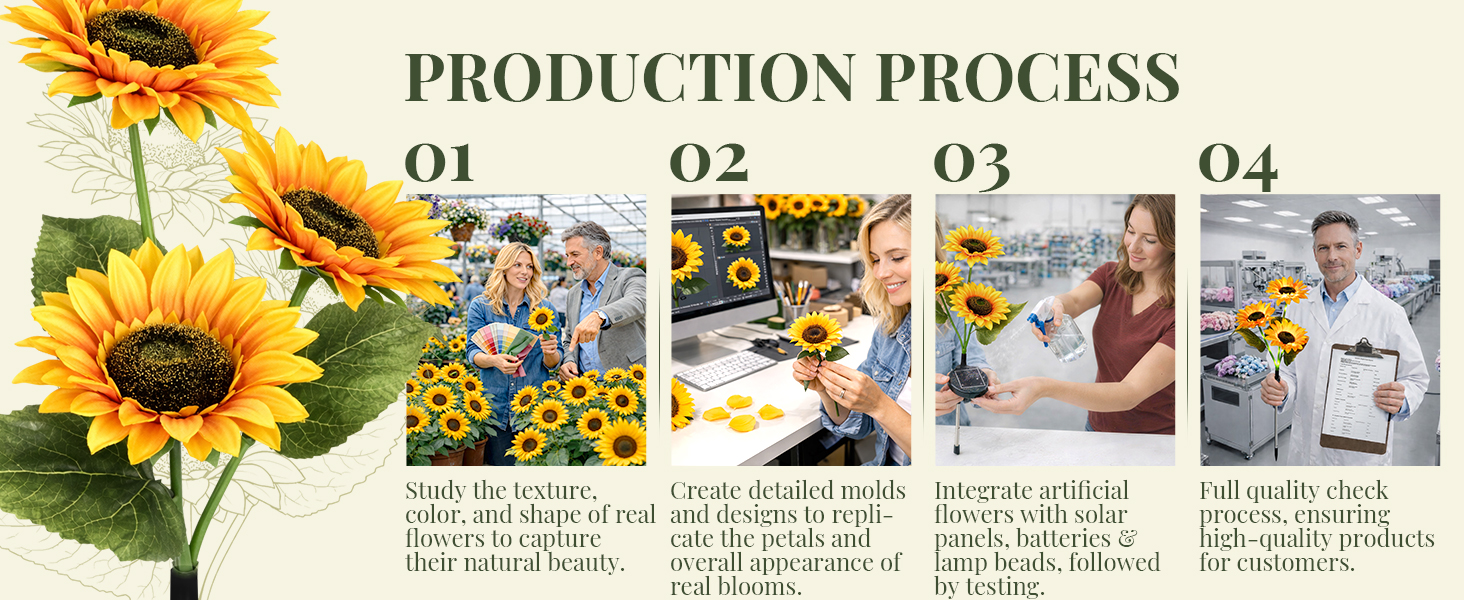 PRODUCTION PROCESS
01
Study the texture,
color, and shape of real
flowers to capture
their natural beauty.
02
Create detailed molds
and designs to repli-
cate the petals and
overall appearance of
real blooms.
03
Integrate artificial
flowers with solar
panels, batteries &
lamp beads, followed
by testing.
04
Full quality check
process, ensuring
high-quality products
for customers.